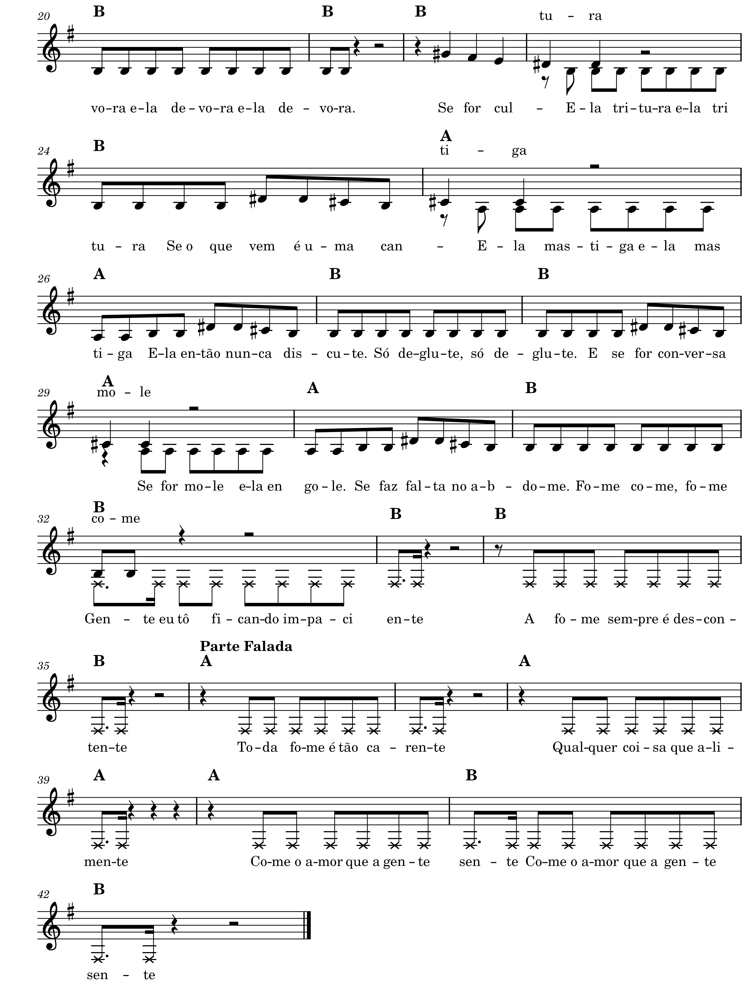 20 B B B tu – ra
vo – ra e – la de – vo – ra e – la de – vo – ra. Se for cul – E – la tri – tu – ra e – la tri
A
24 B ti – ga
tu – ra Se o que vem é u – ma can – E – la mas – ti – ga e – la mas
26 A B B
ti – ga E – la en – tão nun – ca dis – cu – te. Só de – glu – te, só de – glu – te. E se for con – ver – sa
A A B
29 mo – le
Se for mo – le e – la en go – le. Se faz fal – ta no a – b – do – me. Fo – me co – me, fo – me
B B B
32 co – me
Gen – te eu tô fi – can – do im – pa – ci en – te A fo – me sem – pre é des – con –
Parte Falada
35 B A A
ten – te To – da fo – me é tão ca – ren – te Qual – quer coi – sa que a – li –
39 A A B
men – te Co – me o a – mor que a gen – te sen – te Co – me o a – mor que a gen – te
42 B
sen – te